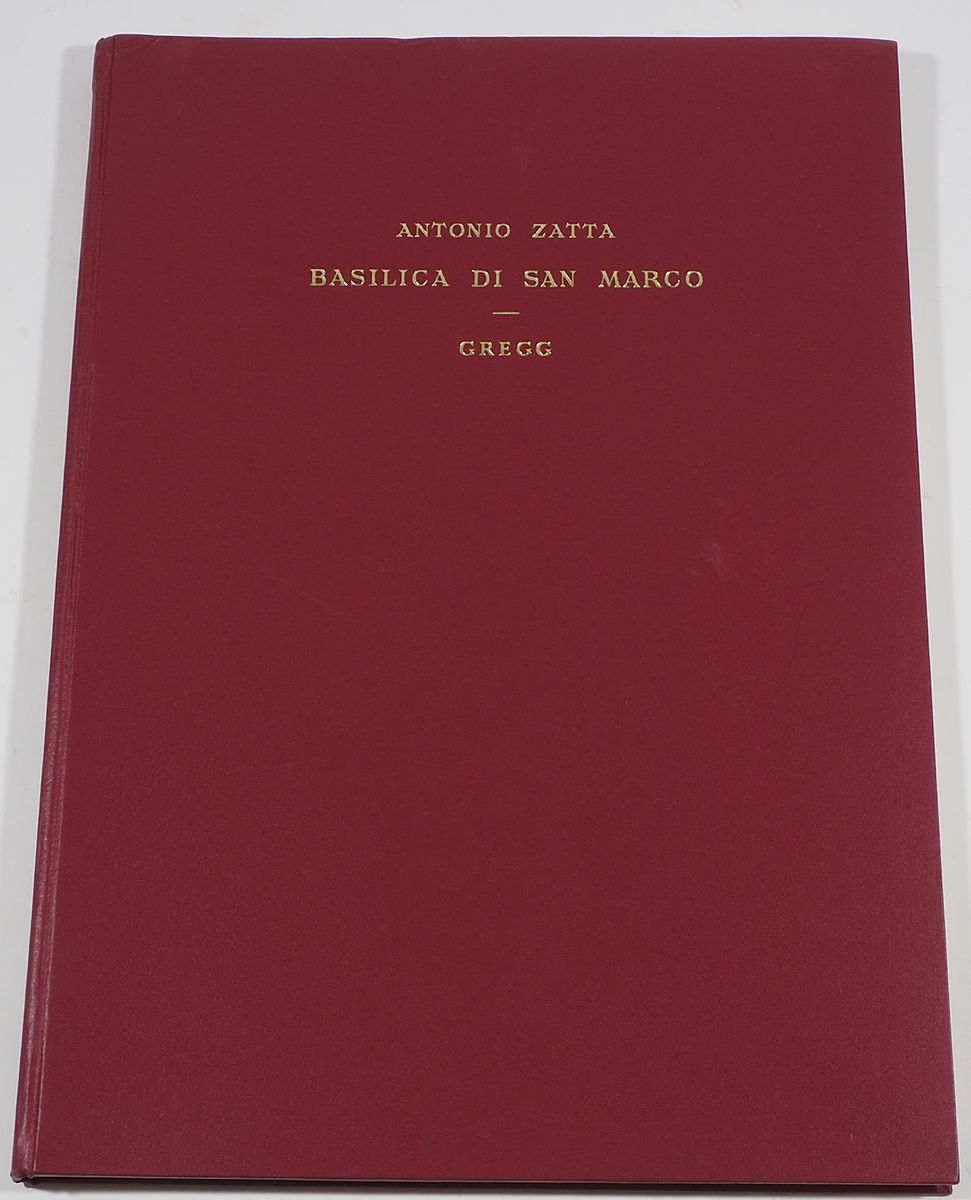 ANTONIO ZATTA
BASILICA DI SAN MARCO
GREGG